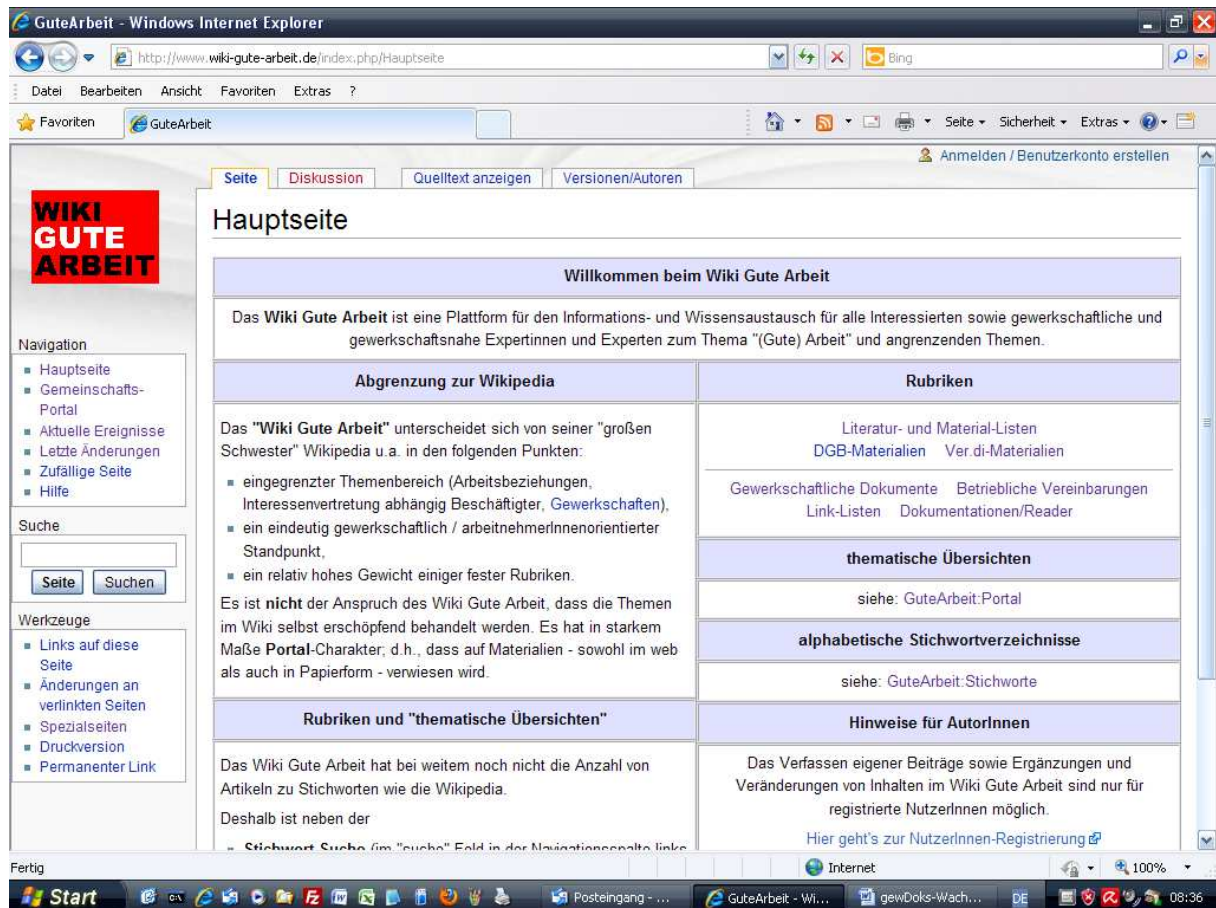 GuteArbeit - Windows Internet Explorer
http://www.wiki-gute-arbeit.de/index.php/Hauptseite
Bing
Datei Bearbeiten Ansicht Favoriten Extras ?
Favoriten
GuteArbeit
Seite
Sicherheit
Extras
Anmelden / Benutzerkonto erstellen
Seite
Diskussion
Quelltext anzeigen
Versionen/Autoren
WIKI
GUTE
ARBEIT
Navigation
Hauptseite
Gemeinschafts-
Portal
Aktuelle Ereignisse
Letzte Änderungen
Zufällige Seite
Hilfe
Suche
Seite
Suchen
Werkzeuge
Links auf diese
Seite
Änderungen an
verlinkten Seiten
Spezialseiten
Druckversion
Permanenter Link
Hauptseite
Willkommen beim Wiki Gute Arbeit
Das Wiki Gute Arbeit ist eine Plattform für den Informations- und Wissensaustausch für alle Interessierten sowie gewerkschaftliche und
gewerkschaftsnahe Expertinnen und Experten zum Thema "(Gute) Arbeit" und angrenzenden Themen.
Abgrenzung zur Wikipedia
Das "Wiki Gute Arbeit" unterscheidet sich von seiner "großen
Schwester" Wikipedia u.a. in den folgenden Punkten:
eingegrenzter Themenbereich (Arbeitsbeziehungen,
Interessenvertretung abhängig Beschäftigter, Gewerkschaften),
ein eindeutig gewerkschaftlich / arbeitnehmerInnenorientierter
Standpunkt,
ein relativ hohes Gewicht einiger fester Rubriken.
Es ist nicht der Anspruch des Wiki Gute Arbeit, dass die Themen
im Wiki selbst erschöpfend behandelt werden. Es hat in starkem
Maße Portal-Charakter; d.h., dass auf Materialien - sowohl im web
als auch in Papierform - verwiesen wird.
Rubriken und "thematische Übersichten"
Das Wiki Gute Arbeit hat bei weitem noch nicht die Anzahl von
Artikeln zu Stichworten wie die Wikipedia.
Deshalb ist neben der
Stichwort-Suche (im "suche" Feld in der Navigationsspalte links
Rubriken
Literatur- und Material-Listen
DGB-Materialien Ver.di-Materialien
Gewerkschaftliche Dokumente Betriebliche Vereinbarungen
Link-Listen Dokumentationen/Reader
thematische Übersichten
siehe: GuteArbeit:Portal
alphabetische Stichwortverzeichnisse
siehe: GuteArbeit:Stichworte
Hinweise für AutorInnen
Das Verfassen eigener Beiträge sowie Ergänzungen und
Veränderungen von Inhalten im Wiki Gute Arbeit sind nur für
registrierte NutzerInnen möglich.
Hier geht's zur NutzerInnen-Registrierung
Fertig
Internet
100%
Start
Posteingang - ...
GuteArbeit - Wi...
gewDoks-Wach...
DE
08:36